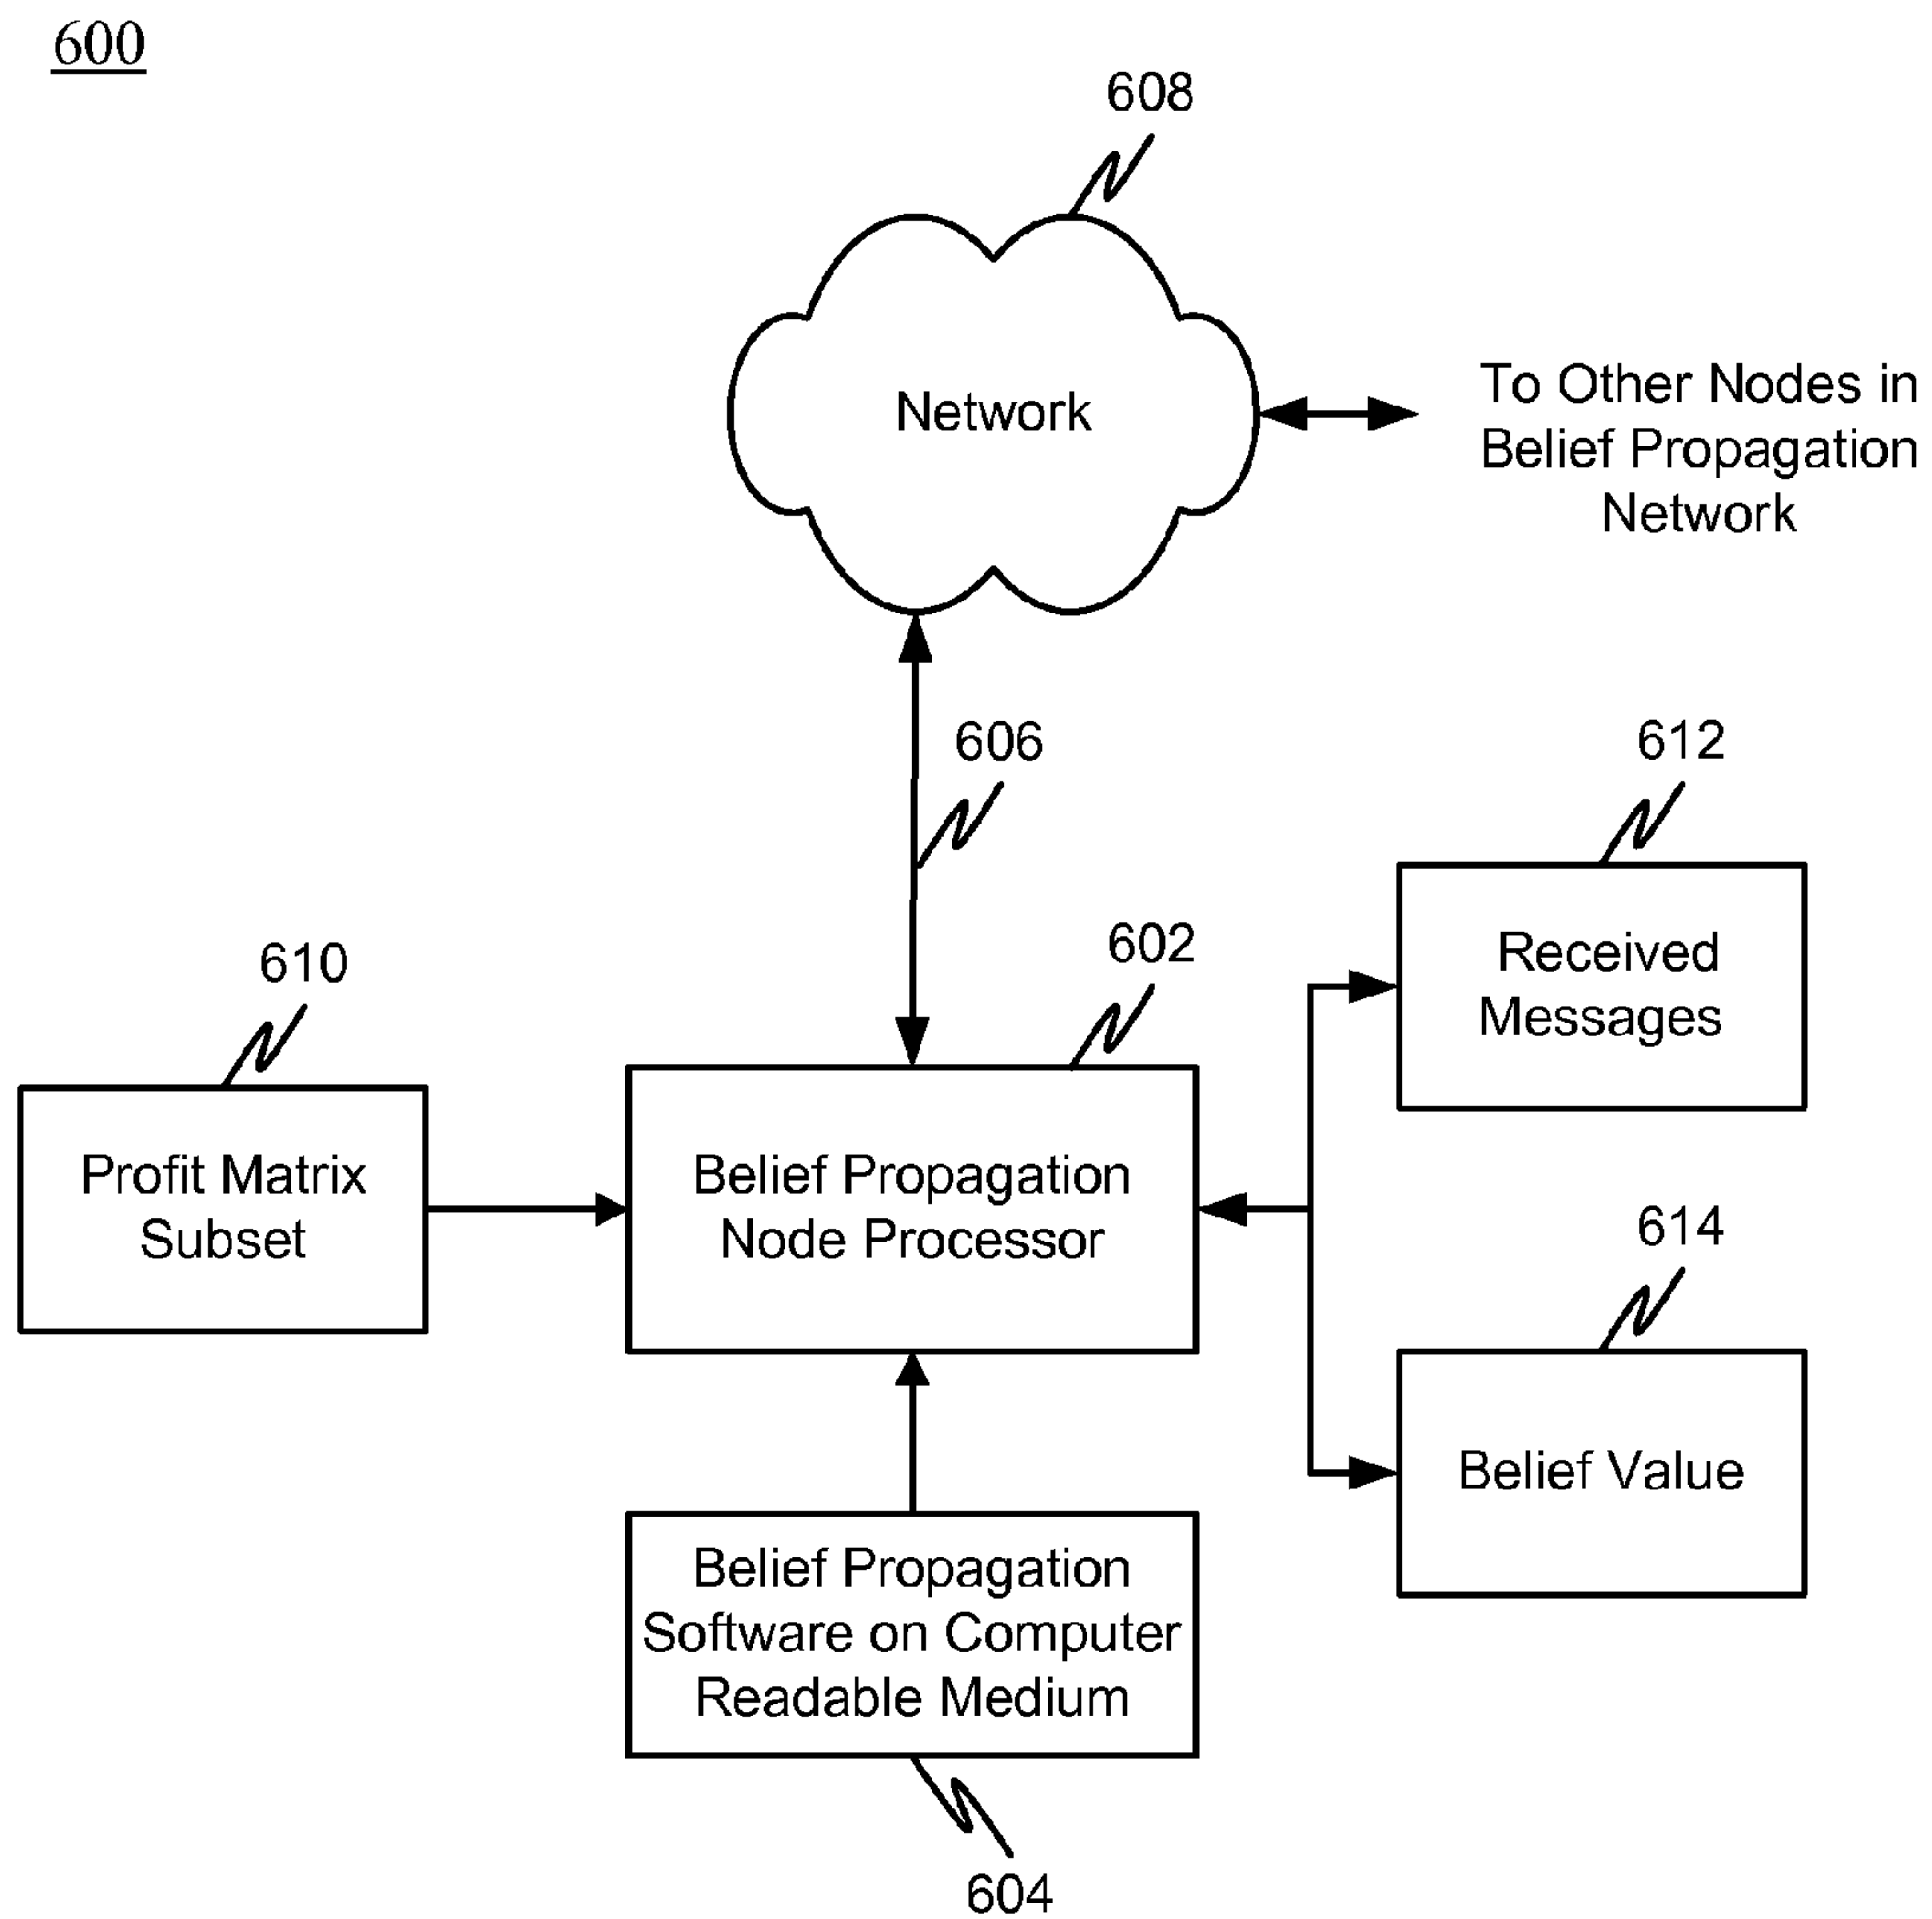 600
608
Network
To Other Nodes in
Belief Propagation
Network
606
612
Received
Messages
602
610
Profit Matrix
Subset
Belief Propagation
Node Processor
614
Belief Value
Belief Propagation
Software on Computer
Readable Medium
604